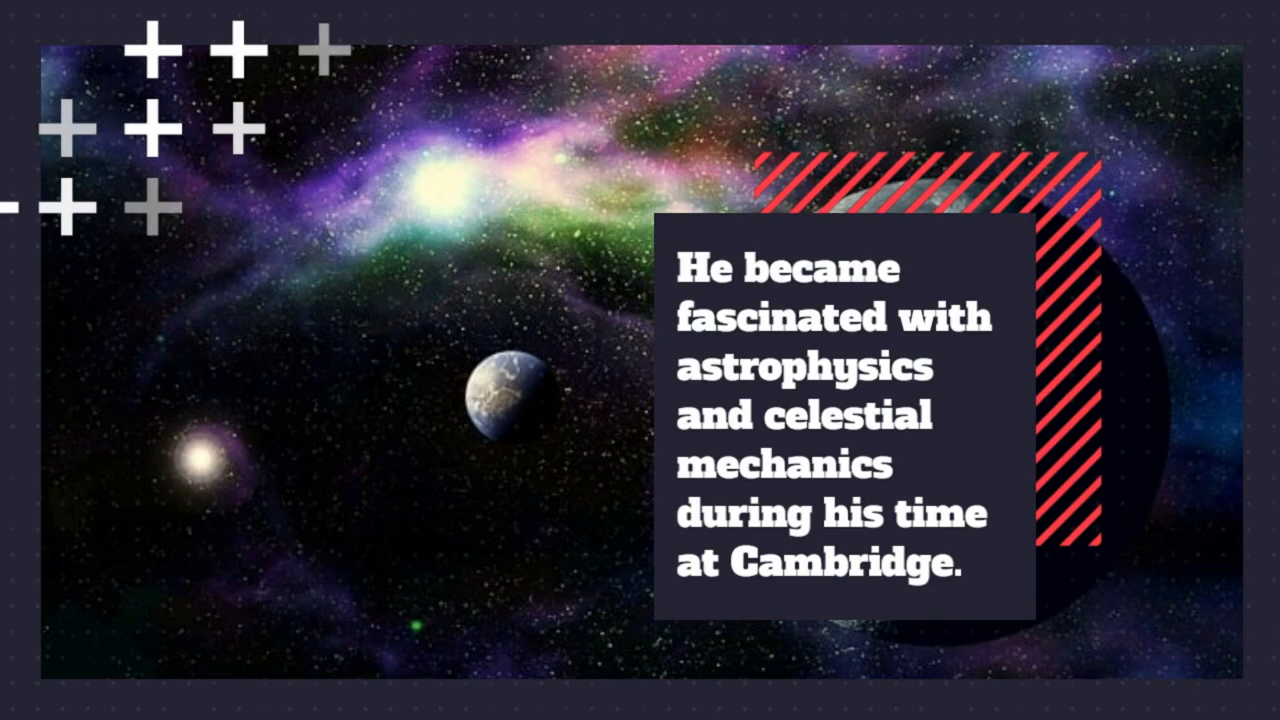 He became
fascinated with
astrophysics
and celestial
mechanics
during his time
at Cambridge.